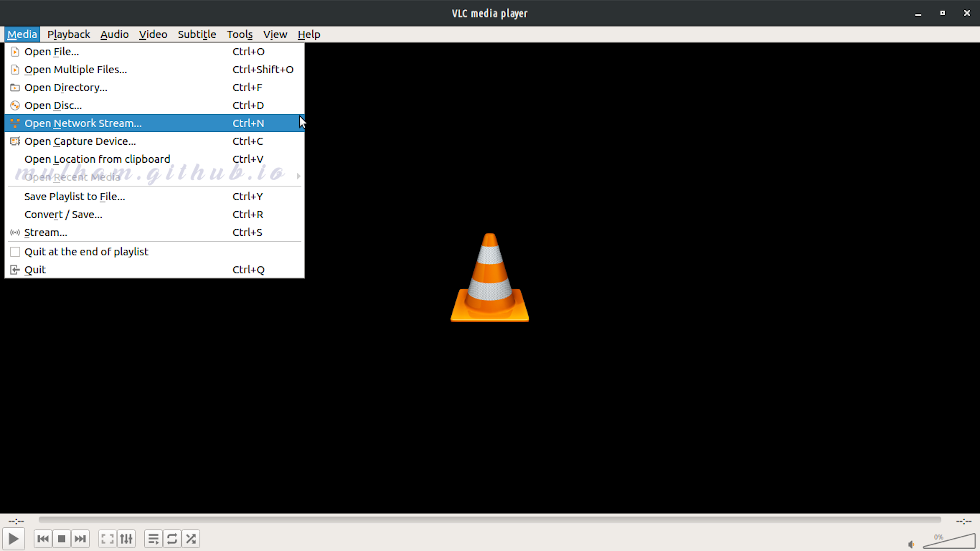 VLC media player
Media Playback Audio Video Subtitle Tools View Help
Open File... Ctrl+O
Open Multiple Files... Ctrl+Shift+O
Open Directory... Ctrl+F
Open Disc... Ctrl+D
Open Network Stream... Ctrl+N
Open Capture Device... Ctrl+C
Open Location from clipboard Ctrl+V
mulham.github.io
Open Recent Media
Save Playlist to File... Ctrl+Y
Convert / Save... Ctrl+R
Stream... Ctrl+S
Quit at the end of playlist
Quit Ctrl+Q
--:-- --:--
0%